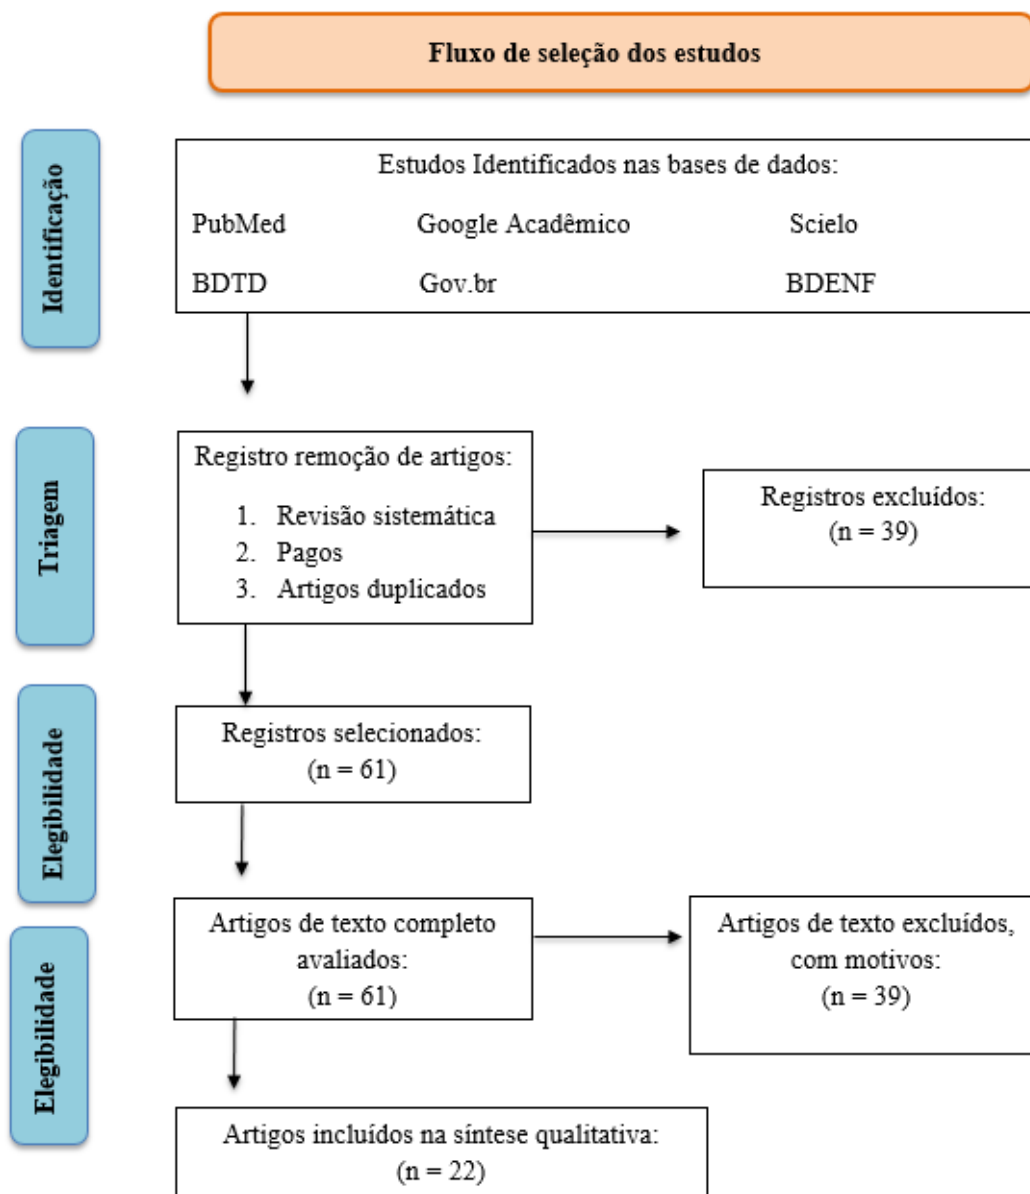 Fluxo de seleção dos estudos
Identificação
Estudos Identificados nas bases de dados:
PubMed Google Acadêmico Scielo
BDTD Gov.br BDENF
Triagem
Registro remoção de artigos:
1. Revisão sistemática
2. Pagos
3. Artigos duplicados
Registros excluídos:
(n = 39)
Elegibilidade
Registros selecionados:
(n = 61)
Elegibilidade
Artigos de texto completo
avaliados:
(n = 61)
Artigos de texto excluídos,
com motivos:
(n = 39)
Artigos incluídos na síntese qualitativa:
(n = 22)